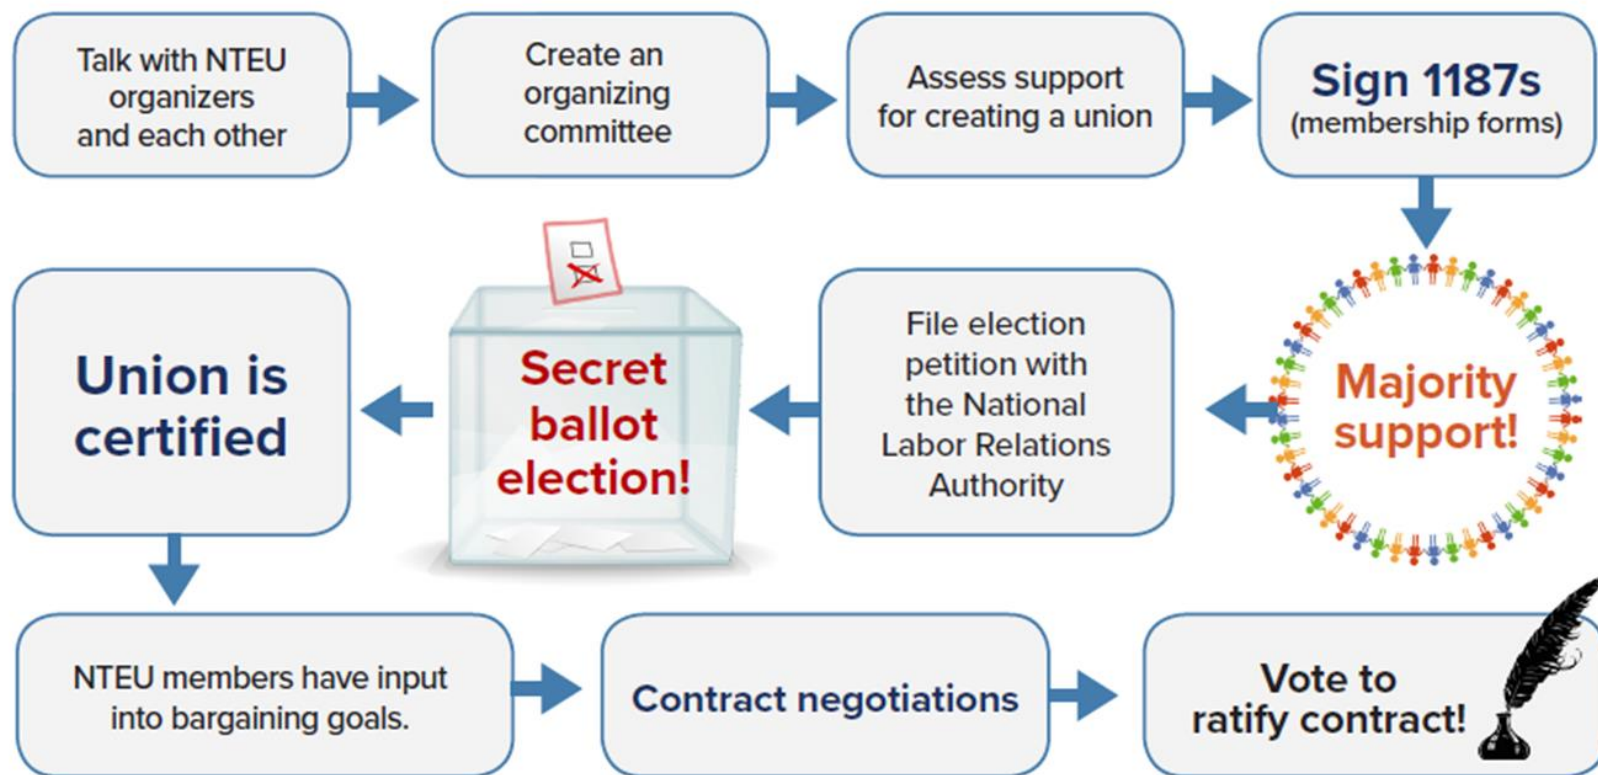 Talk with NTEU
organizers
and each other
Create an
organizing
committee
Assess support
for creating a union
Sign 1187s
(membership forms)
Majority
support!
File election
petition with
the National
Labor Relations
Authority
Secret
ballot
election!
Union is
certified
NTEU members have input
into bargaining goals.
Contract negotiations
Vote to
ratify contract!